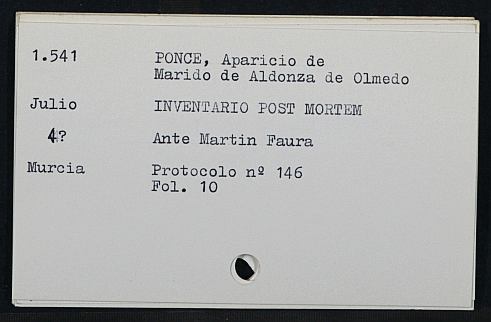 1.541 PONCE, Aparicio de
Marido de Aldonza de Olmedo
Julio INVENTARIO POST MORTEM
4? Ante Martin Faura
Murcia Protocolo nº 146
Fol. 10